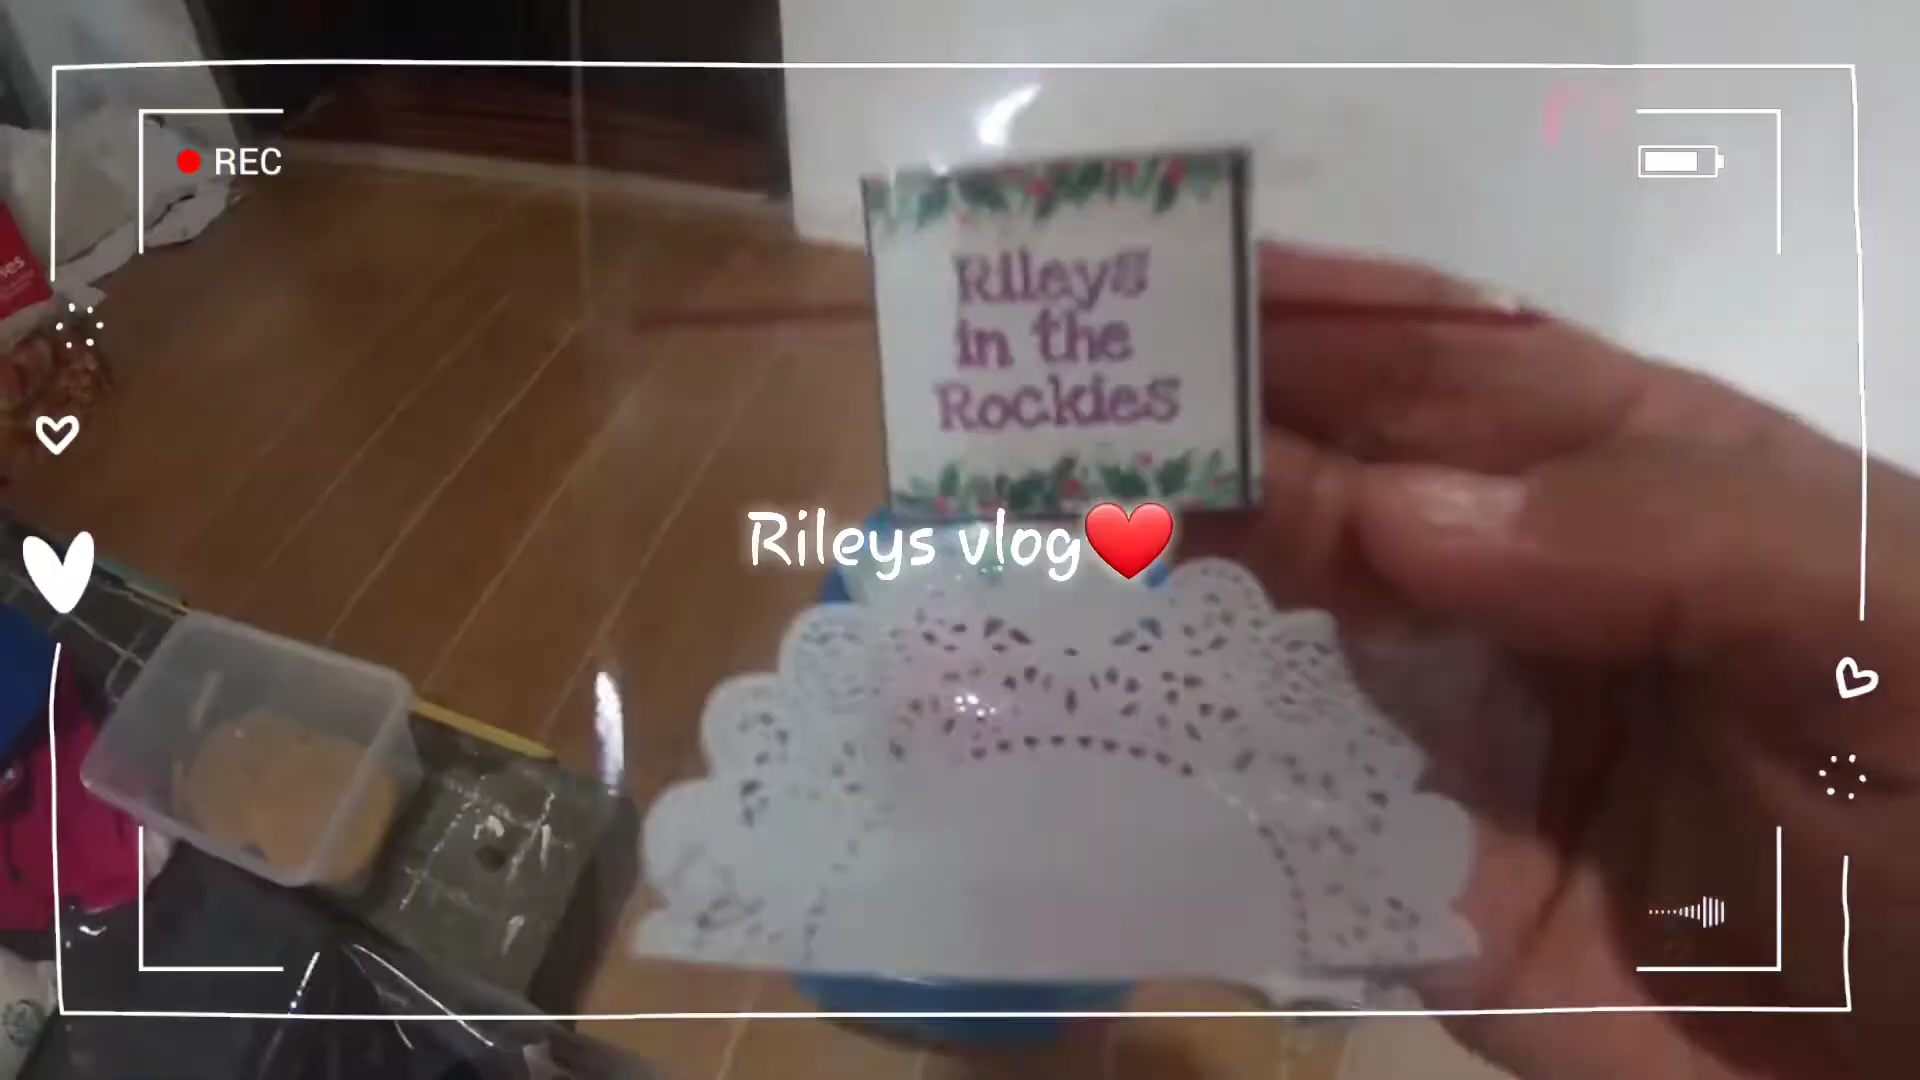 REC
Rileys
in the
Rockies
Rileys vlog❤️